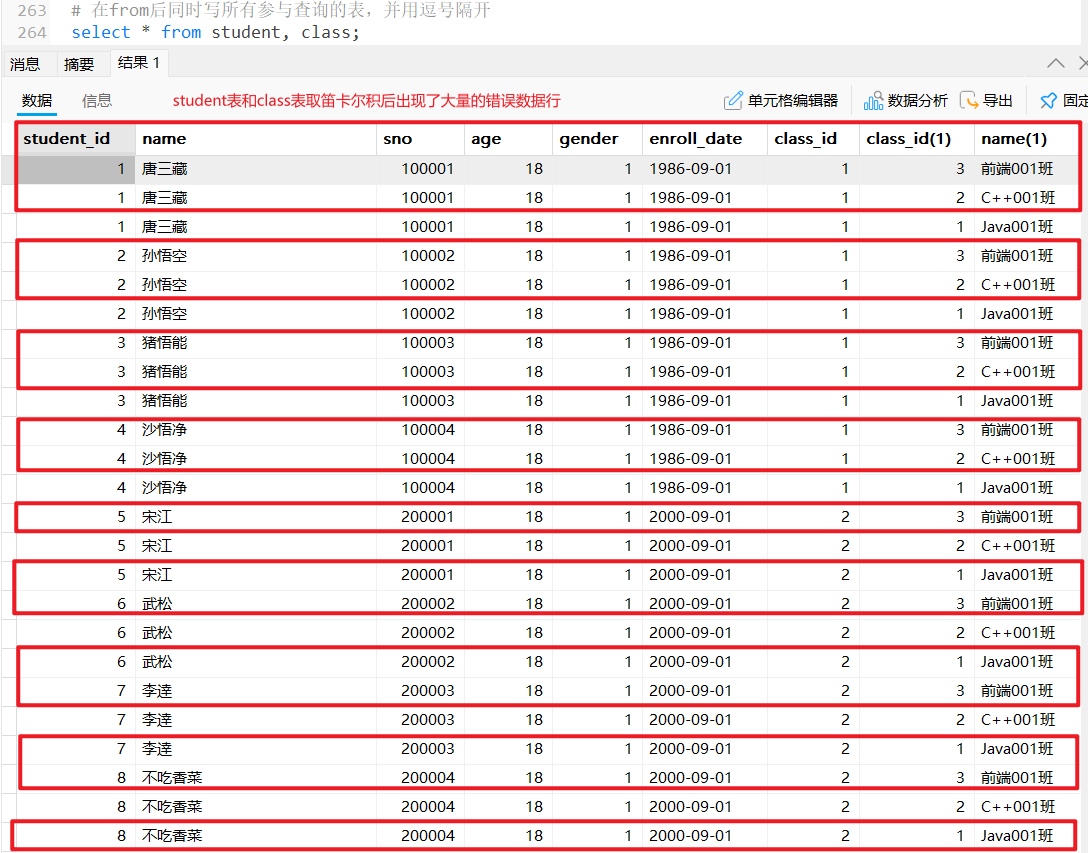 263 # 在from后同时写所有参与查询的表，并用逗号隔开
264 select * from student, class;
消息 摘要 结果 1
数据 信息 student表和class表取笛卡尔积后出现了大量的错误数据行 单元格编辑器 数据分析 导出 固定
student_id name sno age gender enroll_date class_id class_id(1) name(1)
1 唐三藏 100001 18 1 1986-09-01 1 3 前端001班
1 唐三藏 100001 18 1 1986-09-01 1 2 C++001班
1 唐三藏 100001 18 1 1986-09-01 1 1 Java001班
2 孙悟空 100002 18 1 1986-09-01 1 3 前端001班
2 孙悟空 100002 18 1 1986-09-01 1 2 C++001班
2 孙悟空 100002 18 1 1986-09-01 1 1 Java001班
3 猪悟能 100003 18 1 1986-09-01 1 3 前端001班
3 猪悟能 100003 18 1 1986-09-01 1 2 C++001班
3 猪悟能 100003 18 1 1986-09-01 1 1 Java001班
4 沙悟净 100004 18 1 1986-09-01 1 3 前端001班
4 沙悟净 100004 18 1 1986-09-01 1 2 C++001班
4 沙悟净 100004 18 1 1986-09-01 1 1 Java001班
5 宋江 200001 18 1 2000-09-01 2 3 前端001班
5 宋江 200001 18 1 2000-09-01 2 2 C++001班
5 宋江 200001 18 1 2000-09-01 2 1 Java001班
6 武松 200002 18 1 2000-09-01 2 3 前端001班
6 武松 200002 18 1 2000-09-01 2 2 C++001班
6 武松 200002 18 1 2000-09-01 2 1 Java001班
7 李逹 200003 18 1 2000-09-01 2 3 前端001班
7 李逹 200003 18 1 2000-09-01 2 2 C++001班
7 李逹 200003 18 1 2000-09-01 2 1 Java001班
8 不吃香菜 200004 18 1 2000-09-01 2 3 前端001班
8 不吃香菜 200004 18 1 2000-09-01 2 2 C++001班
8 不吃香菜 200004 18 1 2000-09-01 2 1 Java001班